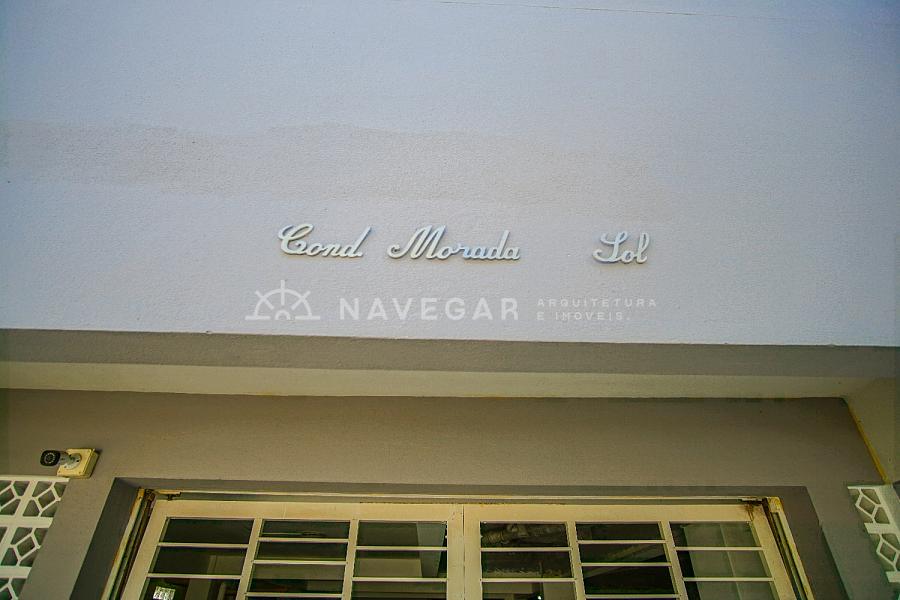 Cond. Morada Sol
NAVEGAR ARQUITETURA
E IMÓVEIS.